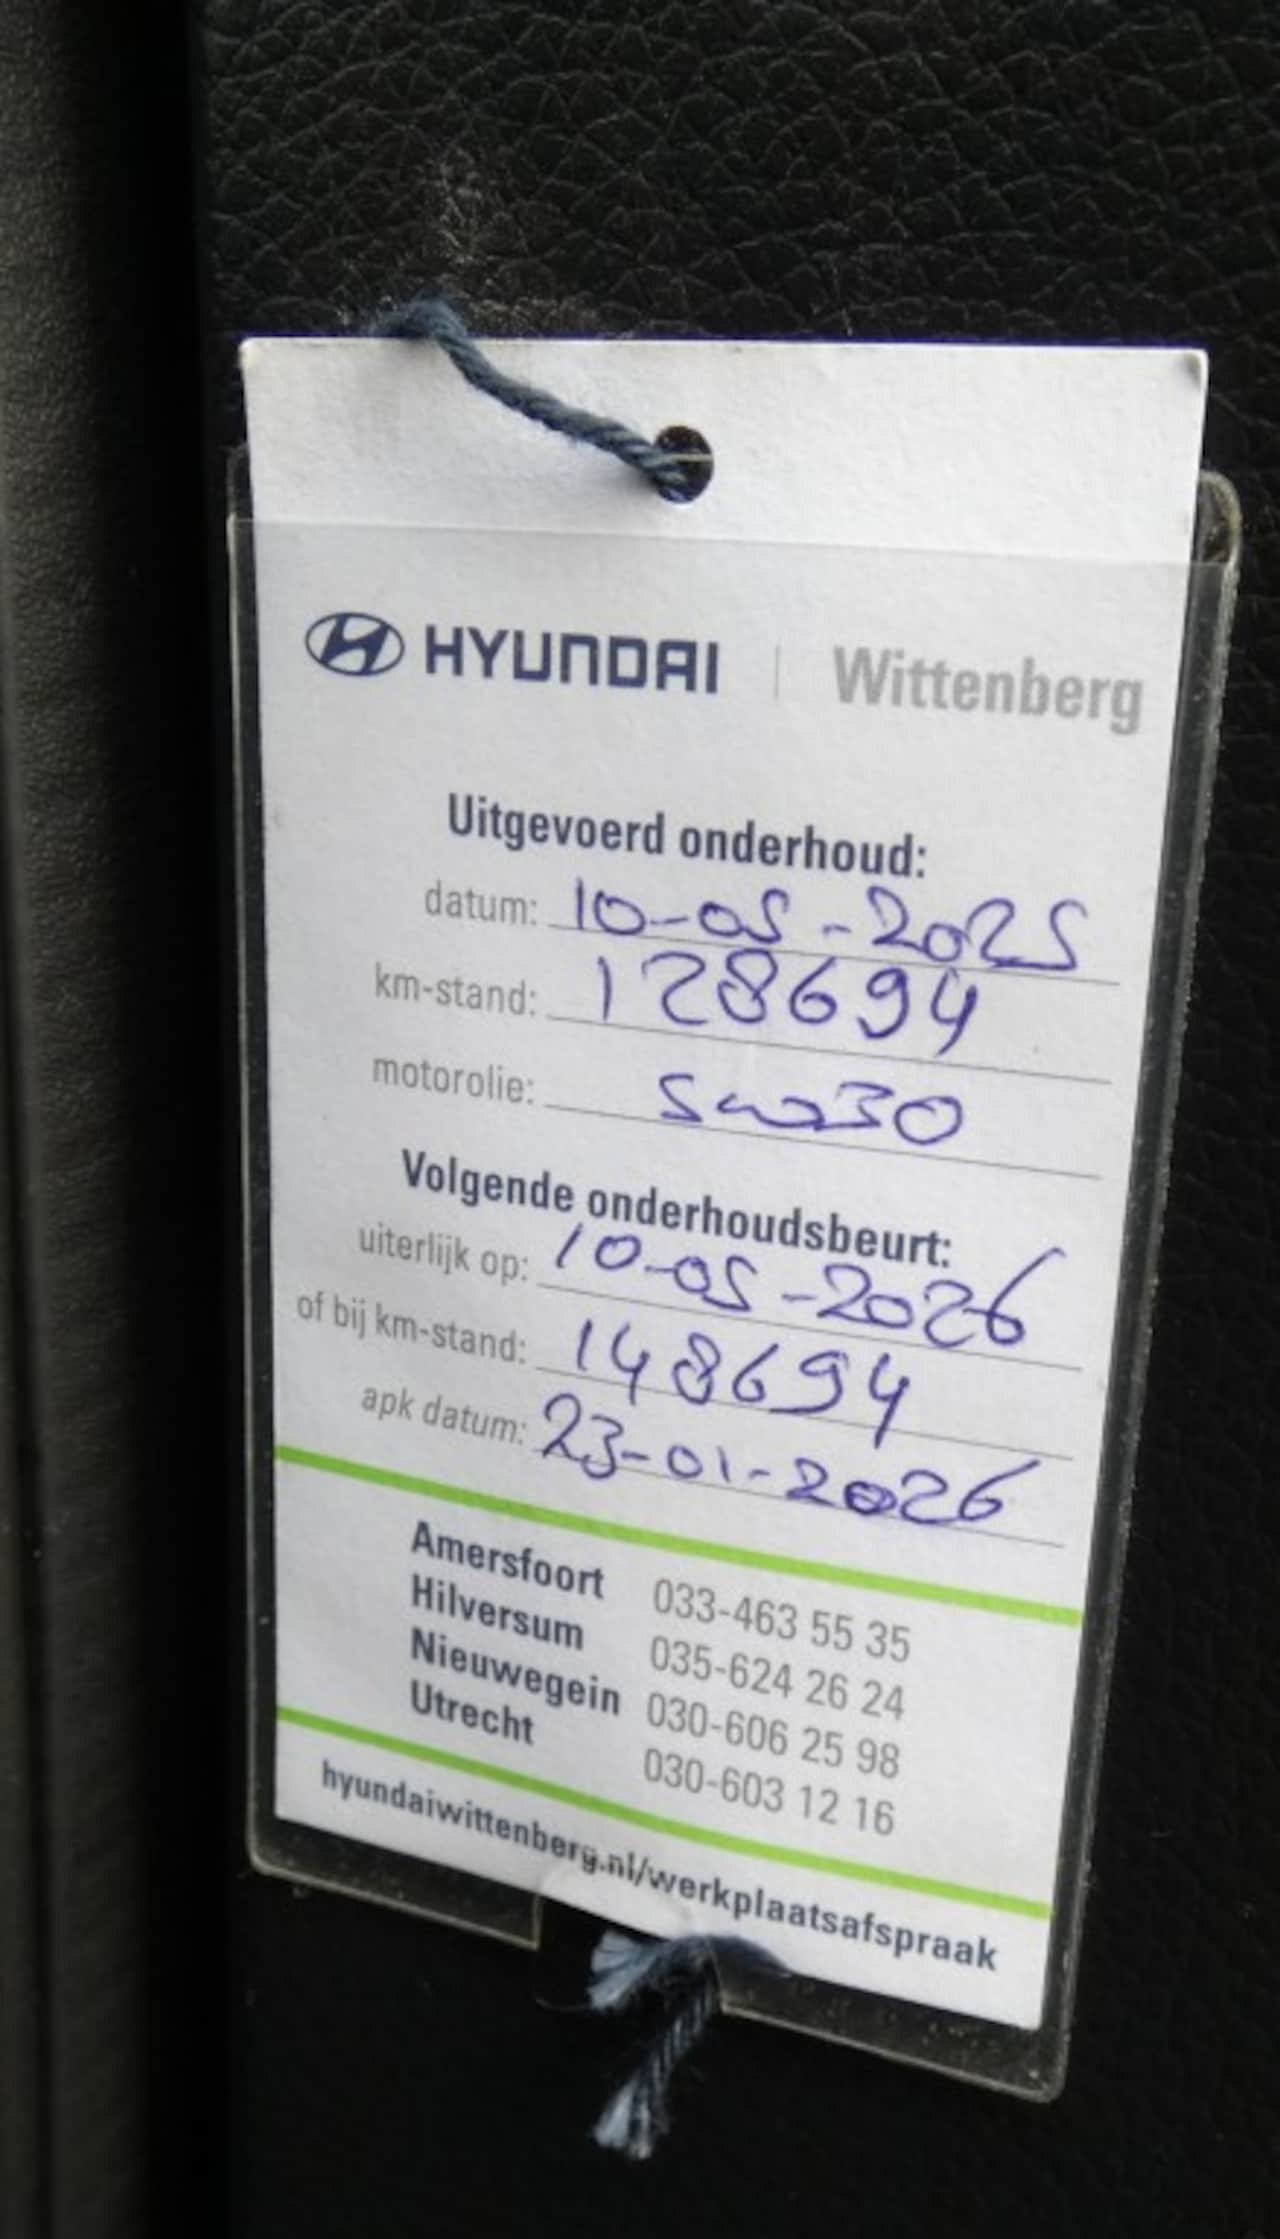 HYUNDAI | Wittenberg
Uitgevoerd onderhoud:
datum: 10-05-2025
km-stand: 128694
motorolie: 5w30
Volgende onderhoudsbeurt:
uiterlijk op: 10-05-2026
of bij km-stand: 148694
apk datum: 23-01-2026
Amersfoort 033-463 55 35
Hilversum 035-624 26 24
Nieuwegein 030-606 25 98
Utrecht 030-603 12 16
hyundaiwittenberg.nl/werkplaatsafspraak